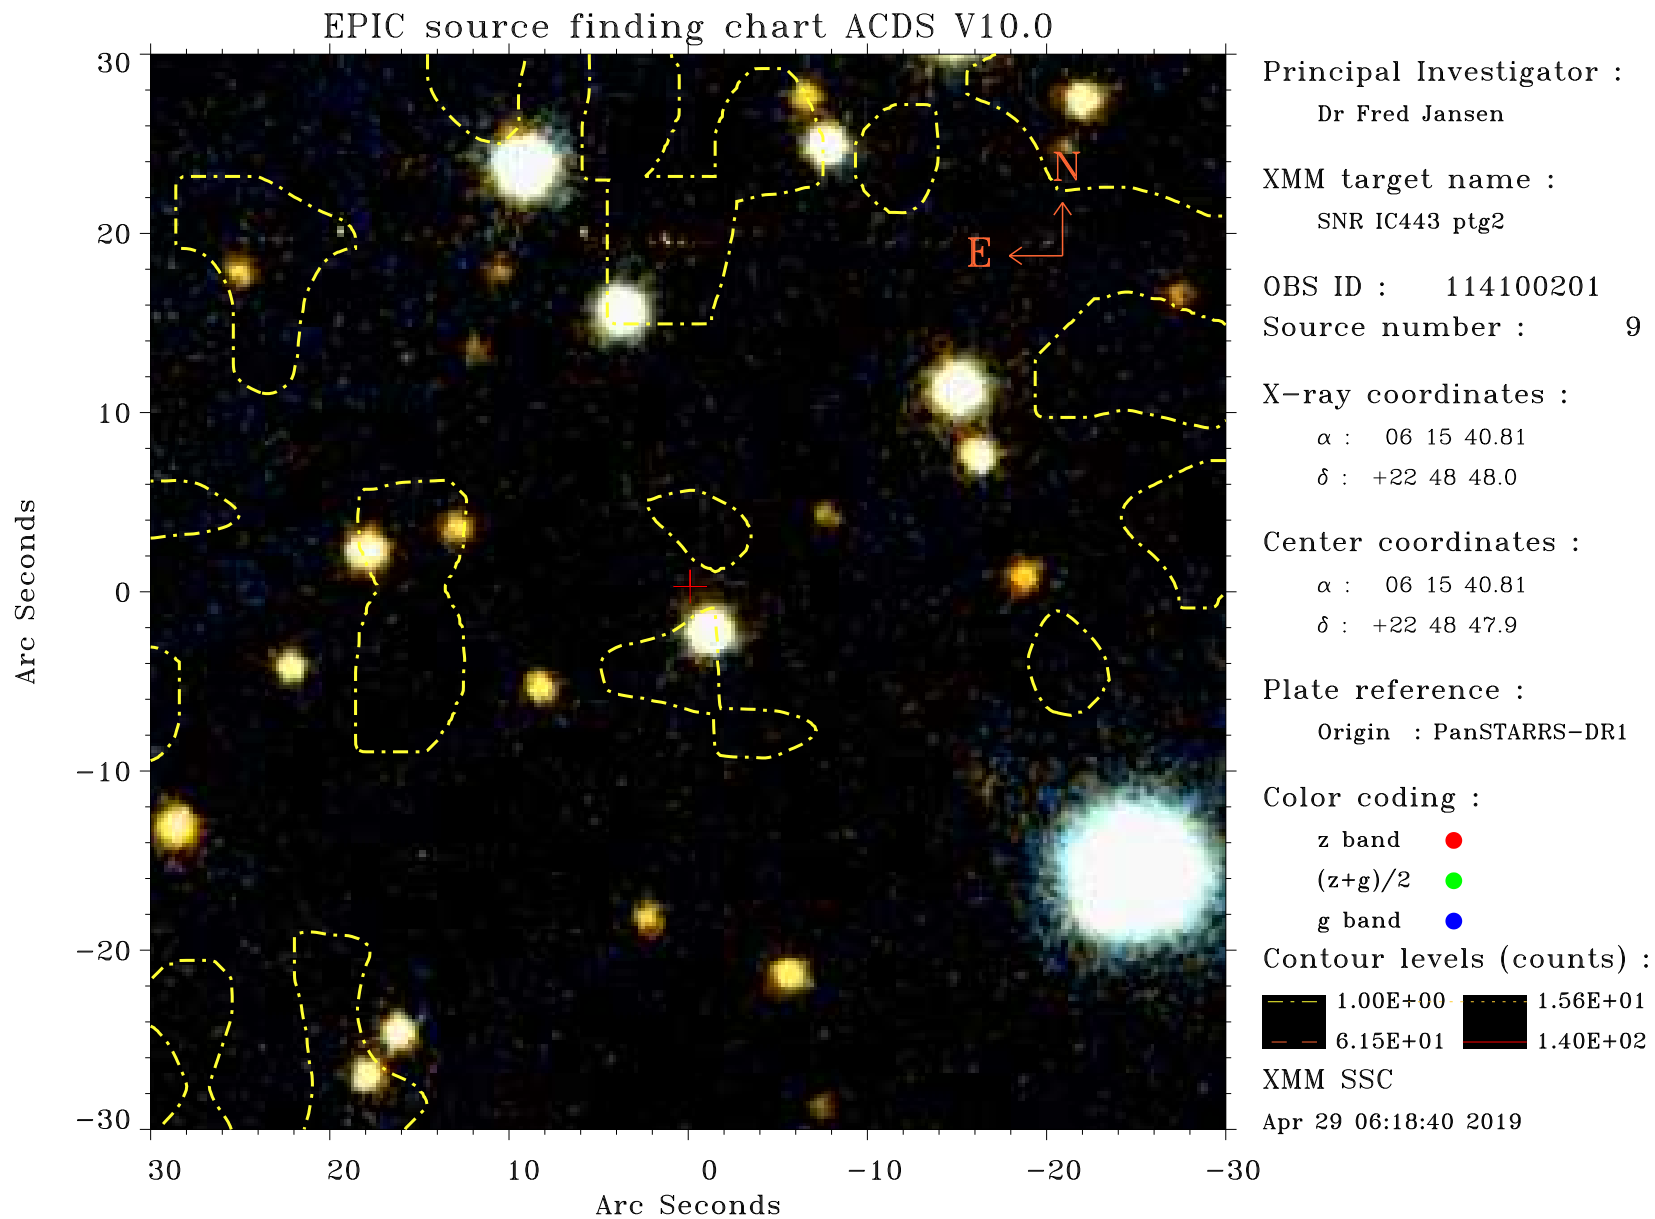 EPIC source finding chart ACDS V10.0
30
20
10
0
−10
−20
−30
Arc Seconds
30
20
10
0
−10
−20
−30
Arc Seconds
N
E
Principal Investigator :
Dr Fred Jansen
XMM target name :
SNR IC443 ptg2
OBS ID : 114100201
Source number : 9
X−ray coordinates :
α : 06 15 40.81
δ : +22 48 48.0
Center coordinates :
α : 06 15 40.81
δ : +22 48 47.9
Plate reference :
Origin : PanSTARRS−DR1
Color coding :
z band
(z+g)/2
g band
Contour levels (counts) :
1.00E+00 1.56E+01
6.15E+01 1.40E+02
XMM SSC
Apr 29 06:18:40 2019